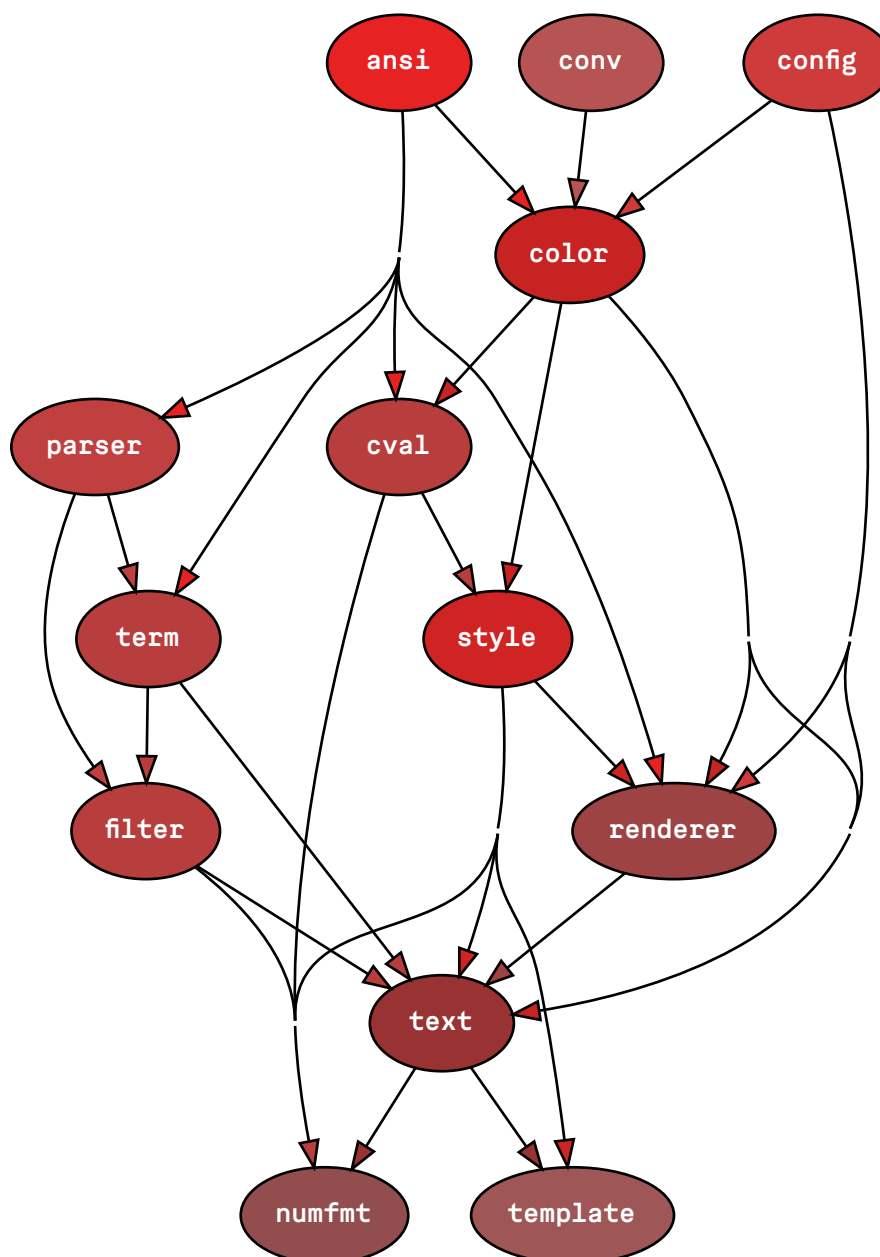 ansi
conv
config
color
parser
cval
term
style
filter
renderer
text
numfmt
template